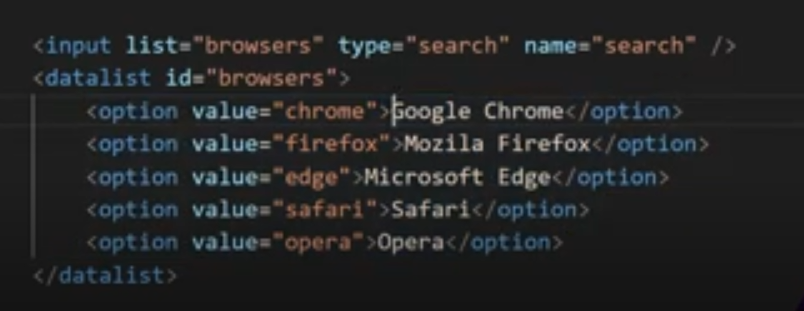 <input list="browsers" type="search" name="search" />
<datalist id="browsers">
<option value="chrome">Google Chrome</option>
<option value="firefox">Mozila Firefox</option>
<option value="edge">Microsoft Edge</option>
<option value="safari">Safari</option>
<option value="opera">Opera</option>
</datalist>